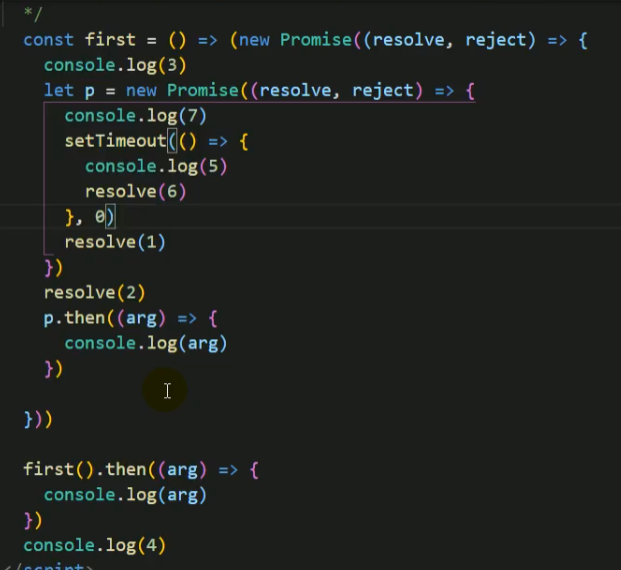 */
const first = () => (new Promise((resolve, reject) => {
  console.log(3)
  let p = new Promise((resolve, reject) => {
    console.log(7)
    setTimeout(() => {
      console.log(5)
      resolve(6)
    }, 0)
    resolve(1)
  })
  resolve(2)
  p.then((arg) => {
    console.log(arg)
  })

}))

first().then((arg) => {
  console.log(arg)
})
console.log(4)
</script>